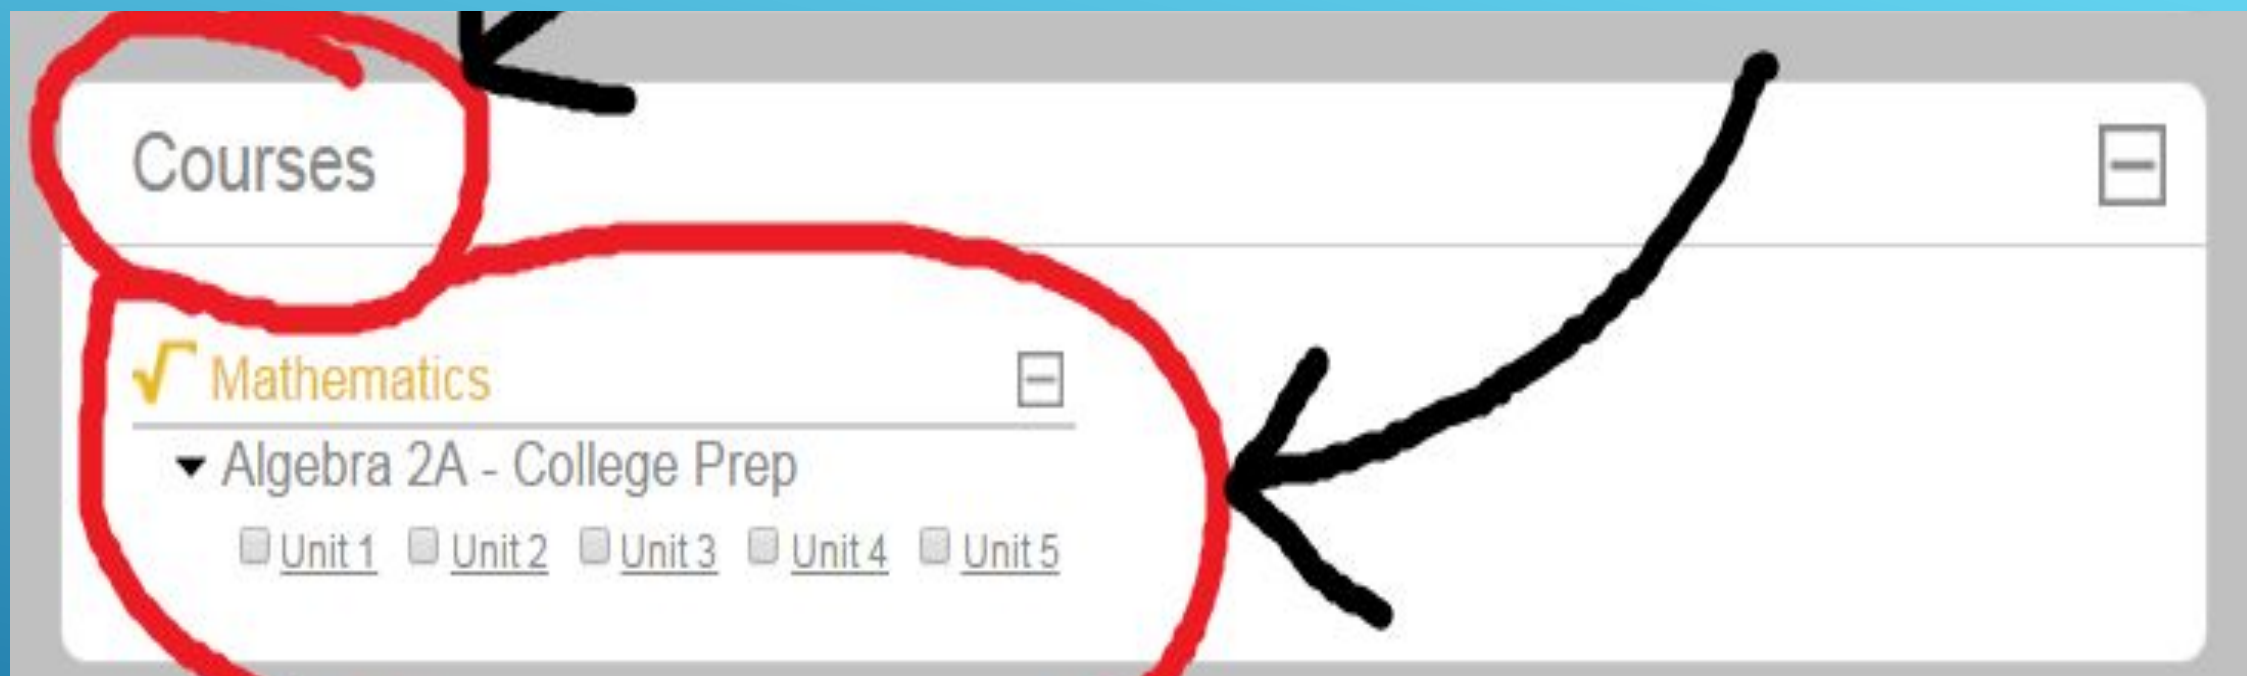 Courses
Mathematics
Algebra 2A - College Prep
Unit 1 Unit 2 Unit 3 Unit 4 Unit 5